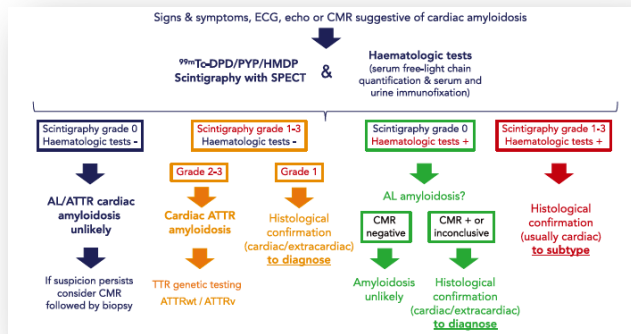 Signs & symptoms, ECG, echo or CMR suggestive of cardiac amyloidosis
99mTc-DPD/PYP/HMDP
Scintigraphy with SPECT
&
Haematologic tests
(serum free-light chain
quantification & serum and
urine immunofixation)
Scintigraphy grade 0
Haematologic tests -
Scintigraphy grade 1-3
Haematologic tests -
Scintigraphy grade 0
Haematologic tests +
Scintigraphy grade 1-3
Haematologic tests +
Grade 2-3
Grade 1
AL amyloidosis?
AL/ATTR cardiac
amyloidosis
unlikely
Cardiac ATTR
amyloidosis
Histological
confirmation
(cardiac/extracardiac)
to diagnose
CMR
negative
CMR + or
inconclusive
Histological
confirmation
(usually cardiac)
to subtype
If suspicion persists
consider CMR
followed by biopsy
TTR genetic testing
ATTRwt / ATTRv
Amyloidosis
unlikely
Histological
confirmation
(cardiac/extracardiac)
to diagnose